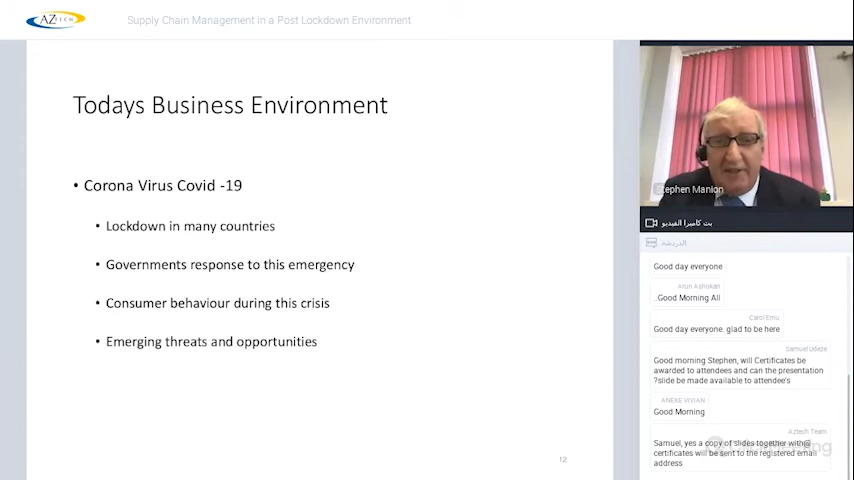 AZTECH
Supply Chain Management in a Post Lockdown Environment
Todays Business Environment
• Corona Virus Covid -19
• Lockdown in many countries
• Governments response to this emergency
• Consumer behaviour during this crisis
• Emerging threats and opportunities
12
Stephen Manion
بث كاميرا الفيديو
الدردشة
Good day everyone
Arun Ashokan
..Good Morning All
Carol Emu
Good day everyone. glad to be here
Samuel Udeze
Good morning Stephen, will Certificates be
awarded to attendees and can the presentation
?slide be made available to attendee's
ANEKE VIVIAN
Good Morning
Aztech Team
Samuel, yes a copy of slides together with
certificates will be sent to the registered email
address